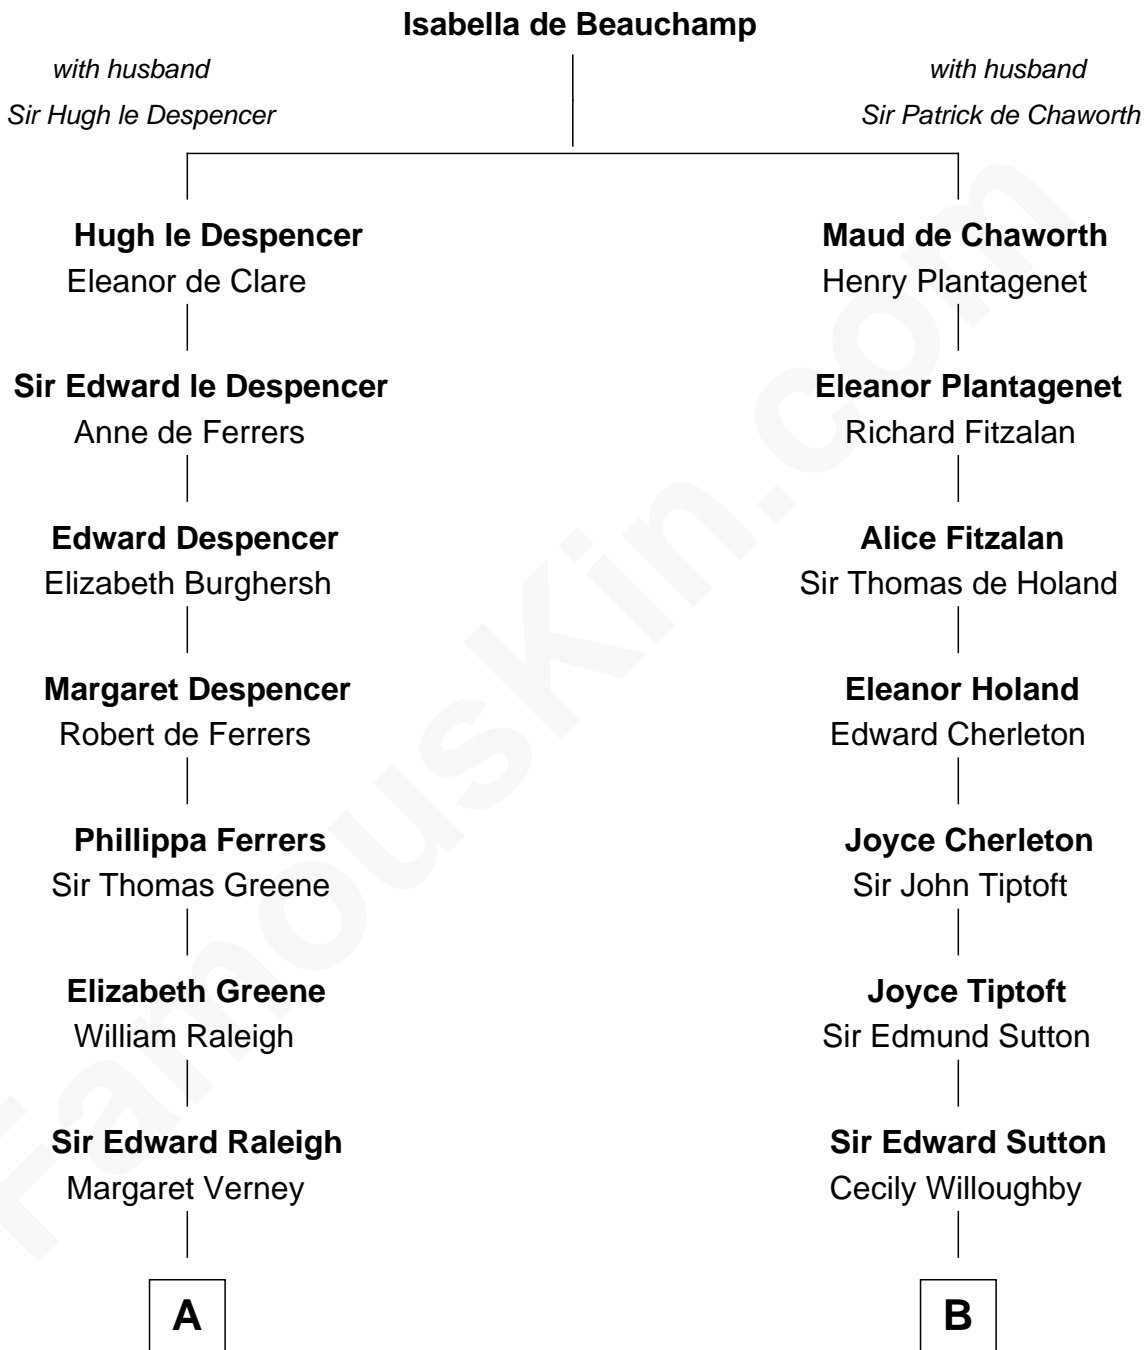 Isabella de Beauchamp
with husband
Sir Hugh le Despencer
with husband
Sir Patrick de Chaworth
Hugh le Despencer
Eleanor de Clare
Maud de Chaworth
Henry Plantagenet
Sir Edward le Despencer
Anne de Ferrers
Eleanor Plantagenet
Richard Fitzalan
Edward Despencer
Elizabeth Burghersh
Alice Fitzalan
Sir Thomas de Holand
Margaret Despencer
Robert de Ferrers
Eleanor Holand
Edward Cherleton
Phillippa Ferrers
Sir Thomas Greene
Joyce Cherleton
Sir John Tiptoft
Elizabeth Greene
William Raleigh
Joyce Tiptoft
Sir Edmund Sutton
Sir Edward Raleigh
Margaret Verney
Sir Edward Sutton
Cecily Willoughby
A
B
FamousKin.com